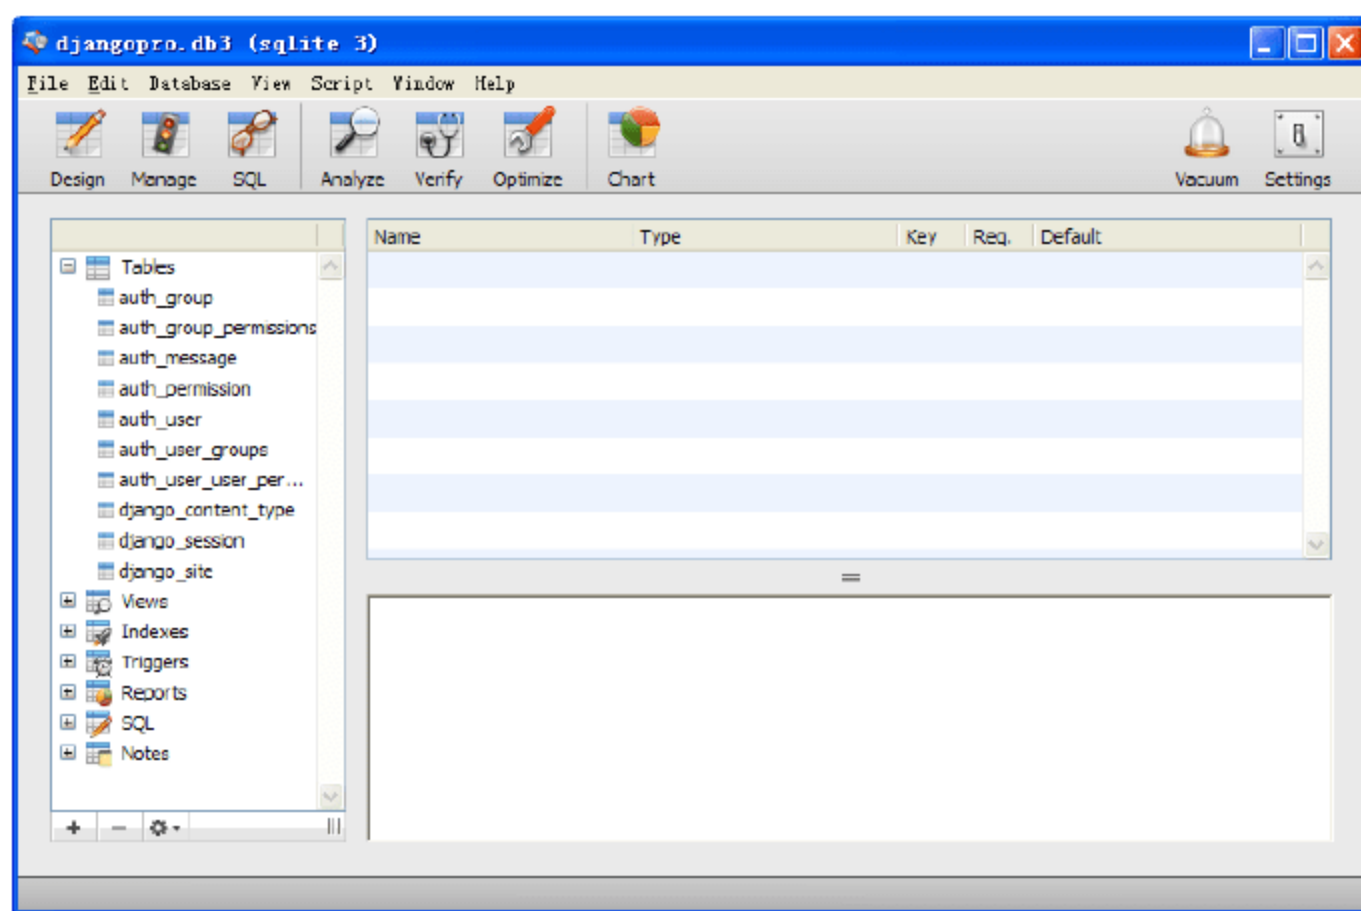 djangopro.db3 (sqlite 3)
File Edit Database View Script Window Help
Design Manage SQL Analyze Verify Optimize Chart Vacuum Settings
Name Type Key Req. Default
Tables
auth_group
auth_group_permissions
auth_message
auth_permission
auth_user
auth_user_groups
auth_user_user_per...
django_content_type
django_session
django_site
Views
Indexes
Triggers
Reports
SQL
Notes